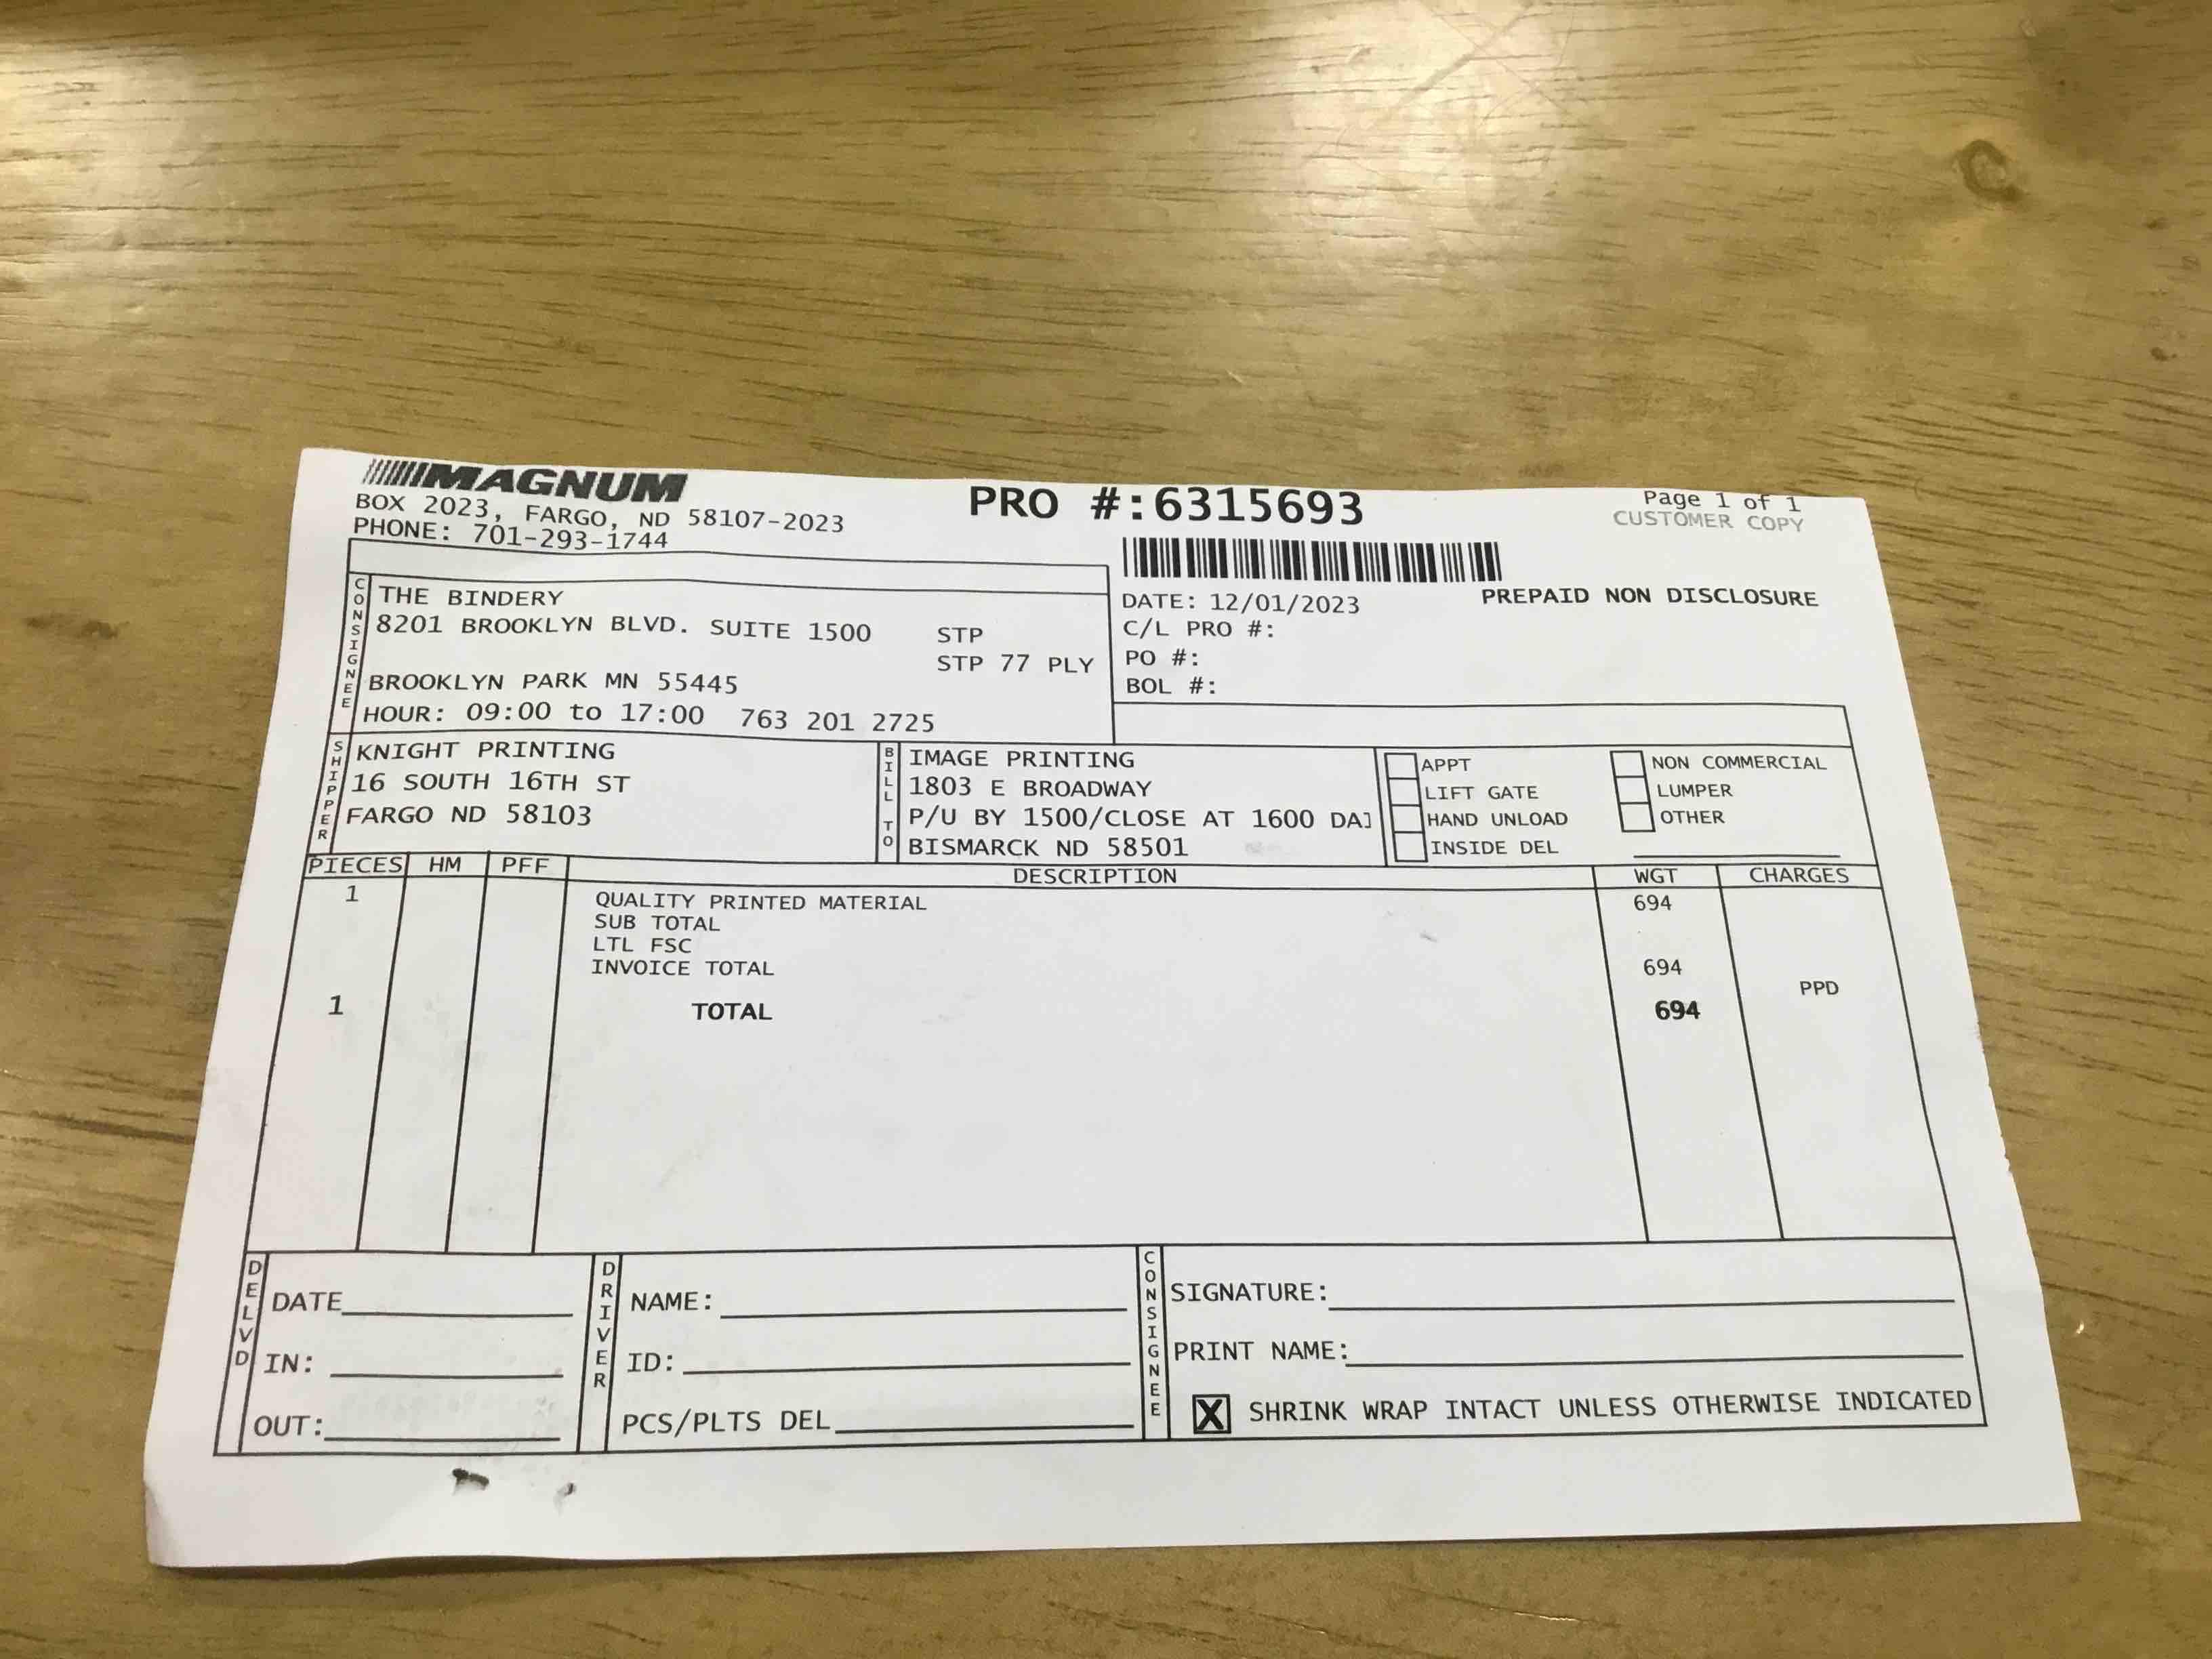 MAGNUM
BOX 2023, FARGO, ND 58107-2023
PHONE: 701-293-1744
PRO #:6315693
Page 1 of 1
CUSTOMER COPY
CONSIGNEE
THE BINDERY
8201 BROOKLYN BLVD. SUITE 1500 STP
STP 77 PLY
BROOKLYN PARK MN 55445
HOUR: 09:00 to 17:00 763 201 2725
DATE: 12/01/2023 PREPAID NON DISCLOSURE
C/L PRO #:
PO #:
BOL #:
SHIPPER
KNIGHT PRINTING
16 SOUTH 16TH ST
FARGO ND 58103
BILL TO
IMAGE PRINTING
1803 E BROADWAY
P/U BY 1500/CLOSE AT 1600
BISMARCK ND 58501
APPT
LIFT GATE
HAND UNLOAD
INSIDE DEL
NON COMMERCIAL
LUMPER
OTHER
PIECES HM PFF DESCRIPTION WGT CHARGES
1 QUALITY PRINTED MATERIAL 694
SUB TOTAL
LTL FSC
INVOICE TOTAL 694
PPD
1 TOTAL 694
DELVD
DATE
IN:
OUT:
DRIVER
NAME:
ID:
PCS/PLTS DEL
CONSIGNEE
SIGNATURE:
PRINT NAME:
X SHRINK WRAP INTACT UNLESS OTHERWISE INDICATED